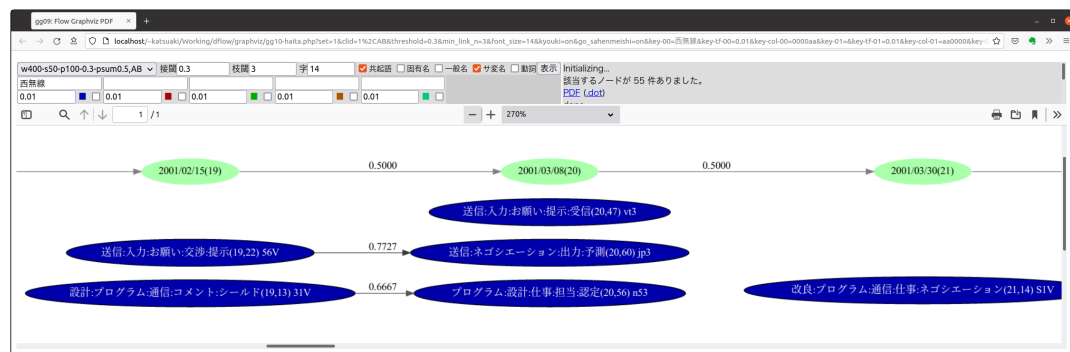 gg09: Flow Graphviz PDF × +
localhost/~katsuaki/Working/dflow/graphviz/gg10-haita.php?set=1&clid=1%2CAB&threshold=0.3&min_link_n=3&font_size=14&kyouki=on&go_sahenmeishi=on&key-00=西無線&key-tf-00=0.01&key-col-00=0000aa&key-01=&key-tf-01=0.01&key-col-01=aa0000&key-
w400-s50-p100-0.3-psum0.5,AB 接閾 0.3 枝閾 3 字 14 共起語 固有名 一般名 サ変名 動詞 表示
西無線
0.01 0.01 0.01 0.01 0.01
Initializing...
該当するノードが 55 件ありました。
PDF (.dot)
1 /1 270%
2001/02/15(19) 0.5000 2001/03/08(20) 0.5000 2001/03/30(21)
送信:入力:お願い:提示:受信(20,47) vt3
送信:入力:お願い:交渉:提示(19,22) 56V 0.7727 送信:ネゴシエーション:出力:予測(20,60) jp3
設計:プログラム:通信:コメント:シールド(19,13) 31V 0.6667 プログラム:設計:仕事:担当:認定(20,56) n53 改良:プログラム:通信:仕事:ネゴシエーション(21,14) S1V